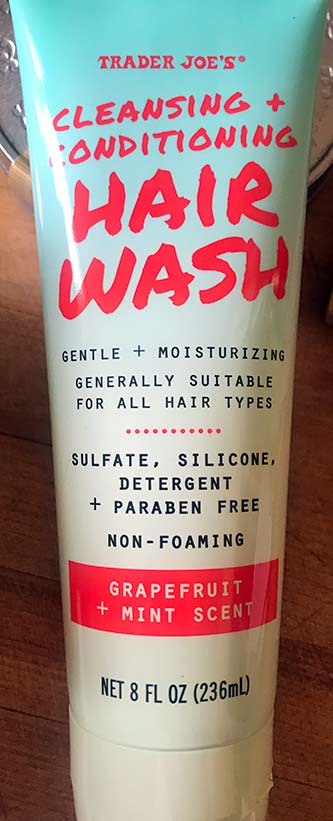 TRADER JOE'S®
CLEANSING +
CONDITIONING
HAIR
WASH
GENTLE + MOISTURIZING
GENERALLY SUITABLE
FOR ALL HAIR TYPES
SULFATE, SILICONE,
DETERGENT
+ PARABEN FREE
NON-FOAMING
GRAPEFRUIT
+ MINT SCENT
NET 8 FL OZ (236mL)